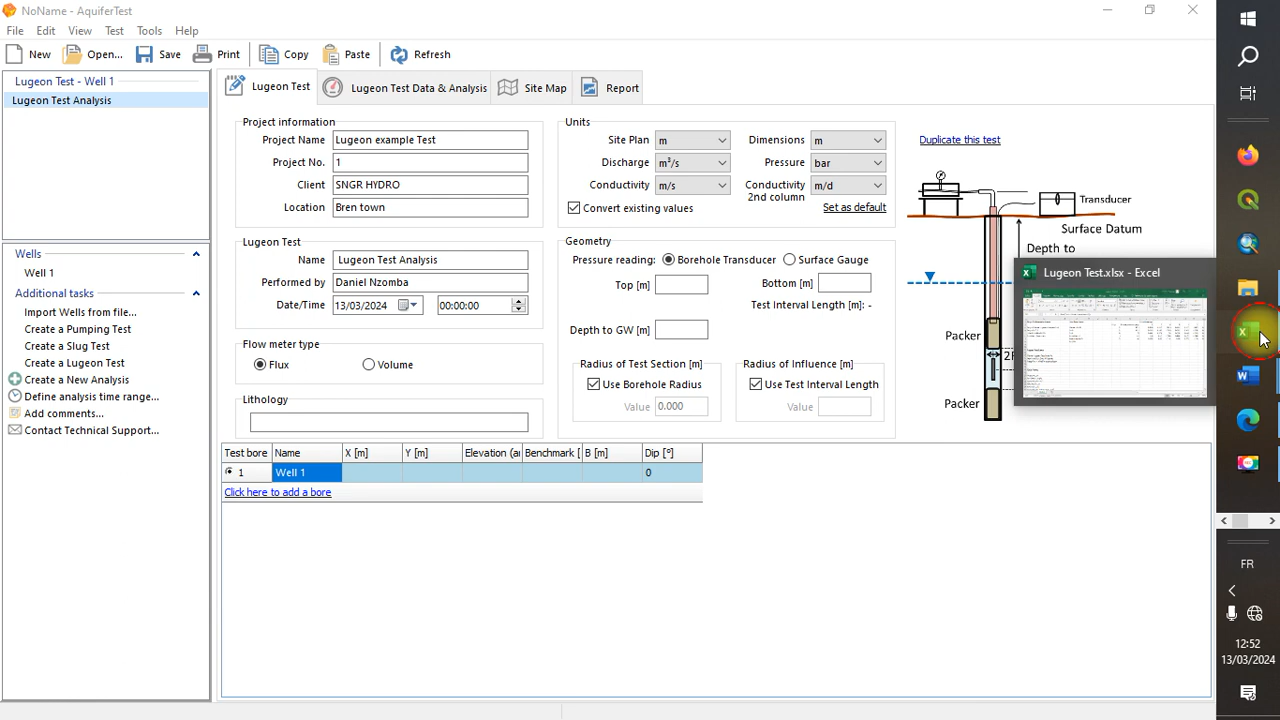 NoName - AquiferTest
File Edit View Test Tools Help
New Open... Save Print Copy Paste Refresh
Lugeon Test - Well 1
Lugeon Test Analysis
Wells
Well 1
Additional tasks
Import Wells from file...
Create a Pumping Test
Create a Slug Test
Create a Lugeon Test
Create a New Analysis
Define analysis time range...
Add comments...
Contact Technical Support...
Lugeon Test Lugeon Test Data & Analysis Site Map Report
Project information
Project Name Lugeon example Test
Project No. 1
Client SNGR HYDRO
Location Bren town
Units
Site Plan m Dimensions m
Discharge m³/s Pressure bar
Conductivity m/s Conductivity 2nd column m/d
Convert existing values Set as default
Duplicate this test
Lugeon Test
Name Lugeon Test Analysis
Performed by Daniel Nzomba
Date/Time 13/03/2024 00:00:00
Geometry
Pressure reading: Borehole Transducer Surface Gauge
Top [m] Bottom [m]
Test Interval Length [m]: -
Depth to GW [m]
Flow meter type
Flux Volume
Radius of Test Section [m]
Use Borehole Radius
Value 0.000
Radius of Influence [m]
Use Test Interval Length
Value
Lithology
Transducer
Surface Datum
Depth to
Packer
Packer
Lugeon Test.xlsx - Excel
Test bore Name X [m] Y [m] Elevation (a Benchmark [ B [m] Dip [°]
1 Well 1 0
Click here to add a bore
FR
12:52
13/03/2024